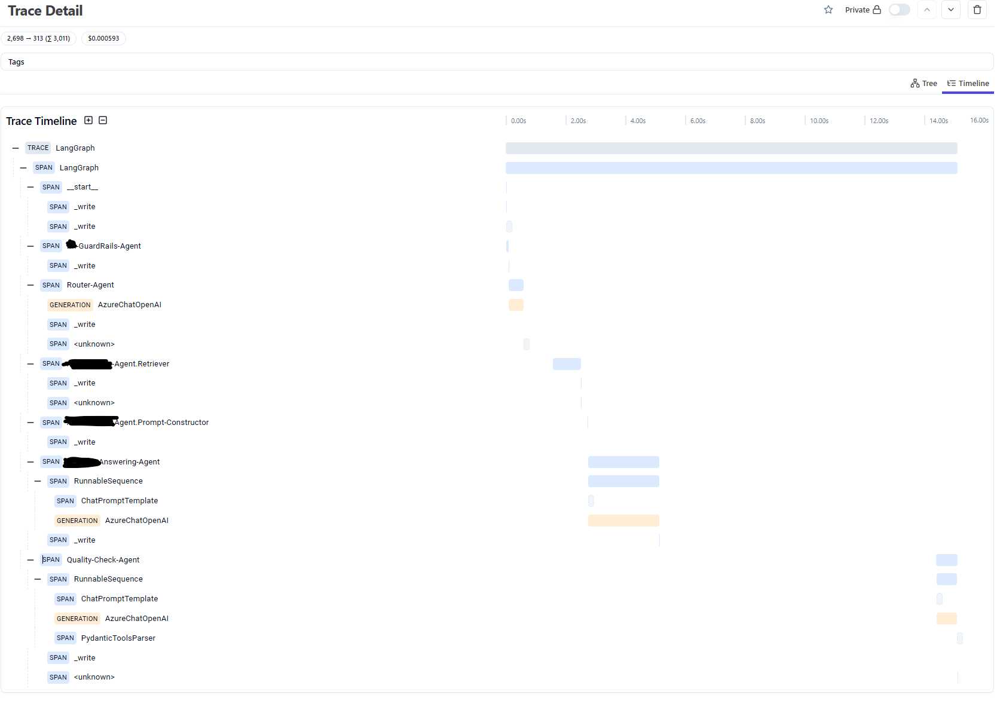 Trace Detail
Private
2,698 → 313 (∑ 3,011)
$0.000593
Tags
Tree
Timeline
Trace Timeline
0.00s 2.00s 4.00s 6.00s 8.00s 10.00s 12.00s 14.00s 16.00s
TRACE LangGraph
SPAN LangGraph
SPAN __start__
SPAN _write
SPAN _write
SPAN -GuardRails-Agent
SPAN _write
SPAN Router-Agent
GENERATION AzureChatOpenAI
SPAN _write
SPAN <unknown>
SPAN -Agent.Retriever
SPAN _write
SPAN <unknown>
SPAN Agent.Prompt-Constructor
SPAN _write
SPAN Answering-Agent
SPAN RunnableSequence
SPAN ChatPromptTemplate
GENERATION AzureChatOpenAI
SPAN _write
SPAN Quality-Check-Agent
SPAN RunnableSequence
SPAN ChatPromptTemplate
GENERATION AzureChatOpenAI
SPAN PydanticToolsParser
SPAN _write
SPAN <unknown>